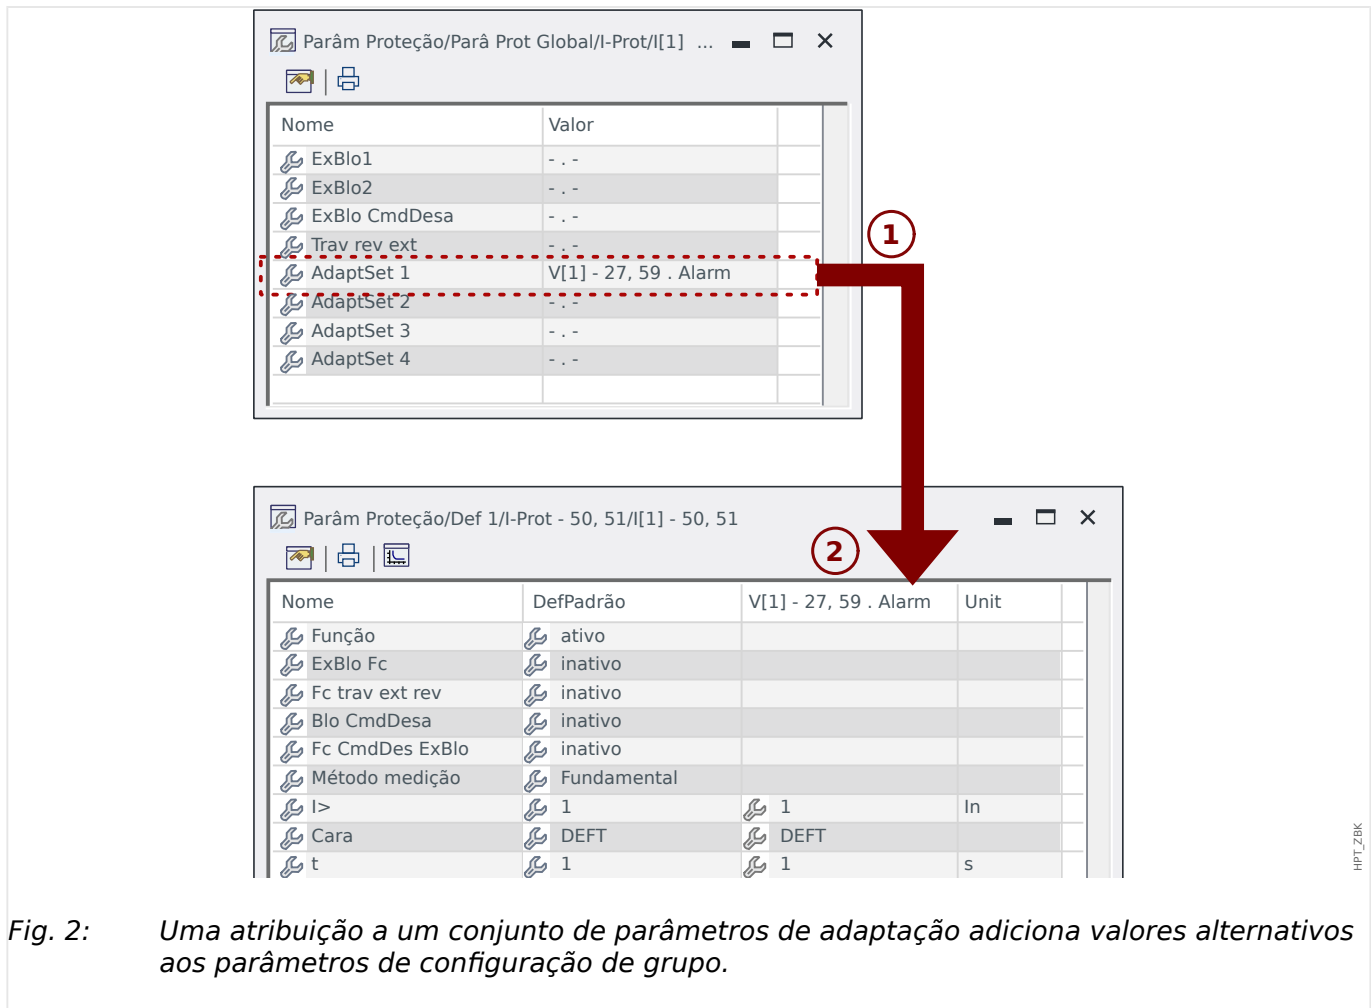 Parâm Proteção/Parâ Prot Global/I-Prot/I[1] ...
Nome Valor
ExBlo1 - . -
ExBlo2 - . -
ExBlo CmdDesa - . -
Trav rev ext - . -
1
AdaptSet 1 V[1] - 27, 59 . Alarm
AdaptSet 2 - . -
AdaptSet 3 - . -
AdaptSet 4 - . -
Parâm Proteção/Def 1/I-Prot - 50, 51/I[1] - 50, 51
2
Nome DefPadrão V[1] - 27, 59 . Alarm Unit
Função ativo
ExBlo Fc inativo
Fc trav ext rev inativo
Blo CmdDesa inativo
Fc CmdDes ExBlo inativo
Método medição Fundamental
I> 1 1 In
Cara DEFT DEFT
t 1 1 s
HPT_ZBK
Fig. 2: Uma atribuição a um conjunto de parâmetros de adaptação adiciona valores alternativos
aos parâmetros de configuração de grupo.